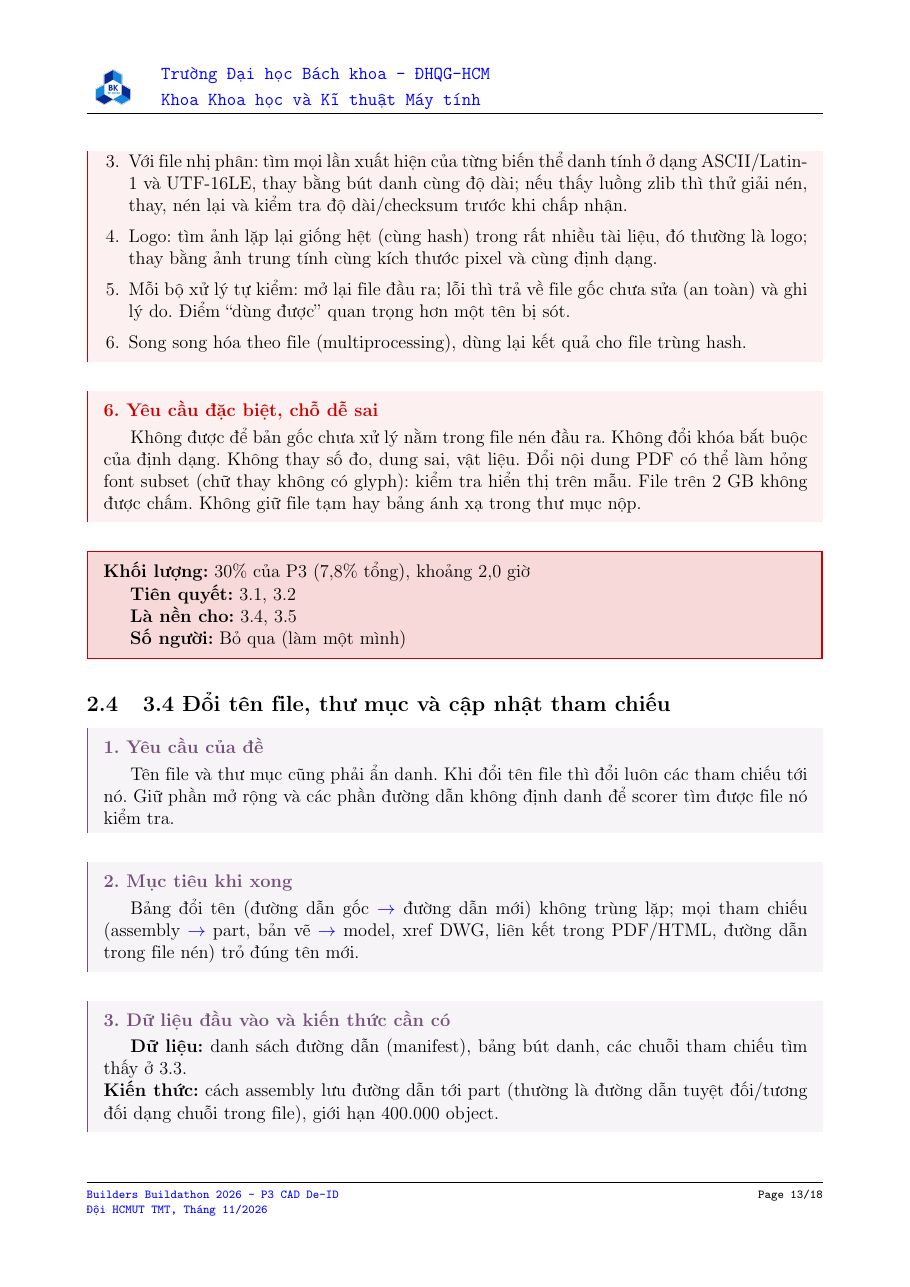 BK
Trường Đại học Bách khoa - ĐHQG-HCM
Khoa Khoa học và Kĩ thuật Máy tính
3. Với file nhị phân: tìm mọi lần xuất hiện của từng biến thể danh tính ở dạng ASCII/Latin-
1 và UTF-16LE, thay bằng bút danh cùng độ dài; nếu thấy luồng zlib thì thử giải nén,
thay, nén lại và kiểm tra độ dài/checksum trước khi chấp nhận.
4. Logo: tìm ảnh lặp lại giống hệt (cùng hash) trong rất nhiều tài liệu, đó thường là logo;
thay bằng ảnh trung tính cùng kích thước pixel và cùng định dạng.
5. Mỗi bộ xử lý tự kiểm: mở lại file đầu ra; lỗi thì trả về file gốc chưa sửa (an toàn) và ghi
lý do. Điểm “dùng được” quan trọng hơn một tên bị sót.
6. Song song hóa theo file (multiprocessing), dùng lại kết quả cho file trùng hash.
6. Yêu cầu đặc biệt, chỗ dễ sai
Không được để bản gốc chưa xử lý nằm trong file nén đầu ra. Không đổi khóa bắt buộc
của định dạng. Không thay số đo, dung sai, vật liệu. Đổi nội dung PDF có thể làm hỏng
font subset (chữ thay không có glyph): kiểm tra hiển thị trên mẫu. File trên 2 GB không
được chấm. Không giữ file tạm hay bảng ánh xạ trong thư mục nộp.
Khối lượng: 30% của P3 (7,8% tổng), khoảng 2,0 giờ
Tiên quyết: 3.1, 3.2
Là nền cho: 3.4, 3.5
Số người: Bỏ qua (làm một mình)
2.4 3.4 Đổi tên file, thư mục và cập nhật tham chiếu
1. Yêu cầu của đề
Tên file và thư mục cũng phải ẩn danh. Khi đổi tên file thì đổi luôn các tham chiếu tới
nó. Giữ phần mở rộng và các phần đường dẫn không định danh để scorer tìm được file nó
kiểm tra.
2. Mục tiêu khi xong
Bảng đổi tên (đường dẫn gốc → đường dẫn mới) không trùng lặp; mọi tham chiếu
(assembly → part, bản vẽ → model, xref DWG, liên kết trong PDF/HTML, đường dẫn
trong file nén) trỏ đúng tên mới.
3. Dữ liệu đầu vào và kiến thức cần có
Dữ liệu: danh sách đường dẫn (manifest), bảng bút danh, các chuỗi tham chiếu tìm
thấy ở 3.3.
Kiến thức: cách assembly lưu đường dẫn tới part (thường là đường dẫn tuyệt đối/tương
đối dạng chuỗi trong file), giới hạn 400.000 object.
Builders Buildathon 2026 - P3 CAD De-ID
Page 13/18
Đội HCMUT TMT, Tháng 11/2026